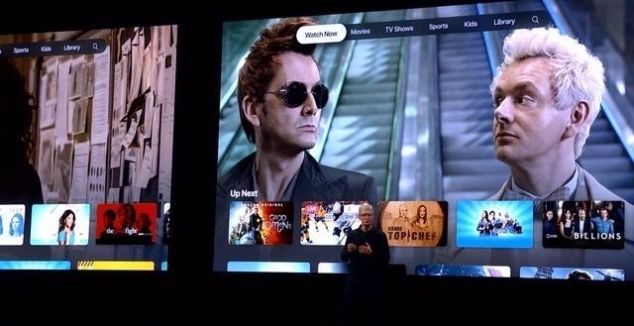 Sports Kids Library
Watch Now Movies TV Shows Sports Kids Library
Up Next
the fight
GOOD OMENS
TOP CHEF
BILLIONS